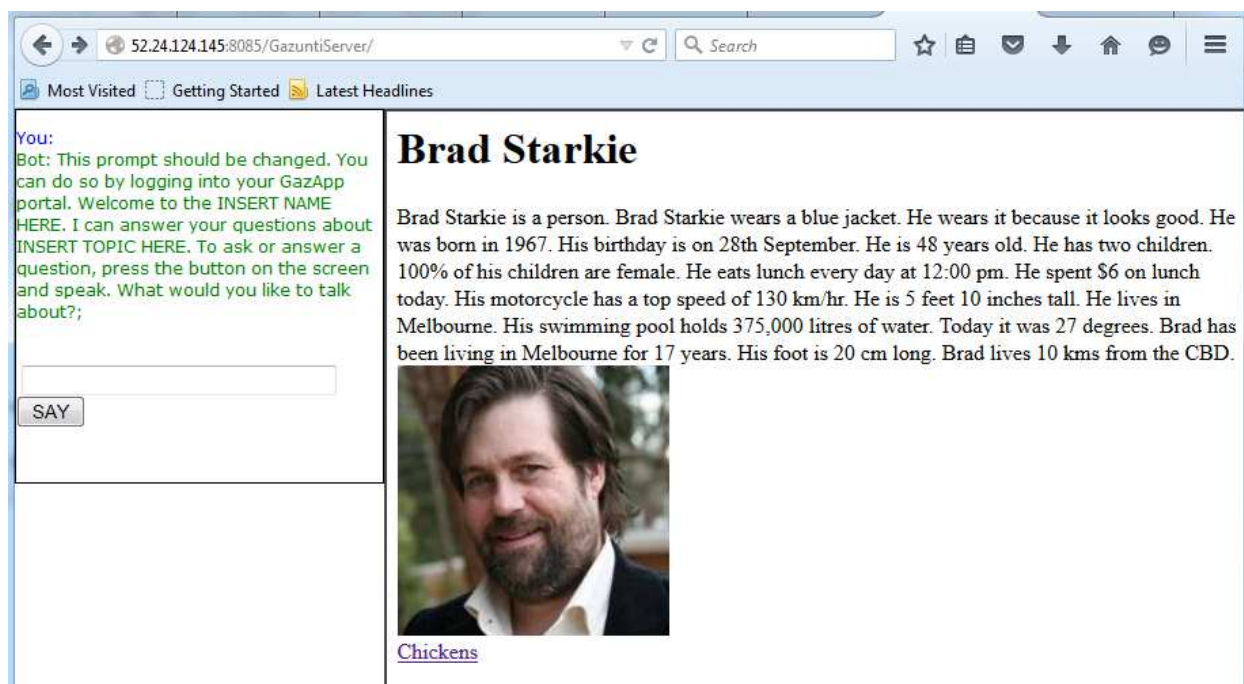 52.24.124.145:8085/GazuntiServer/
Search
Most Visited
Getting Started
Latest Headlines
You:
Bot: This prompt should be changed. You
can do so by logging into your GazApp
portal. Welcome to the INSERT NAME
HERE. I can answer your questions about
INSERT TOPIC HERE. To ask or answer a
question, press the button on the screen
and speak. What would you like to talk
about?;
SAY
Brad Starkie
Brad Starkie is a person. Brad Starkie wears a blue jacket. He wears it because it looks good. He
was born in 1967. His birthday is on 28th September. He is 48 years old. He has two children.
100% of his children are female. He eats lunch every day at 12:00 pm. He spent $6 on lunch
today. His motorcycle has a top speed of 130 km/hr. He is 5 feet 10 inches tall. He lives in
Melbourne. His swimming pool holds 375,000 litres of water. Today it was 27 degrees. Brad has
been living in Melbourne for 17 years. His foot is 20 cm long. Brad lives 10 kms from the CBD.
Chickens